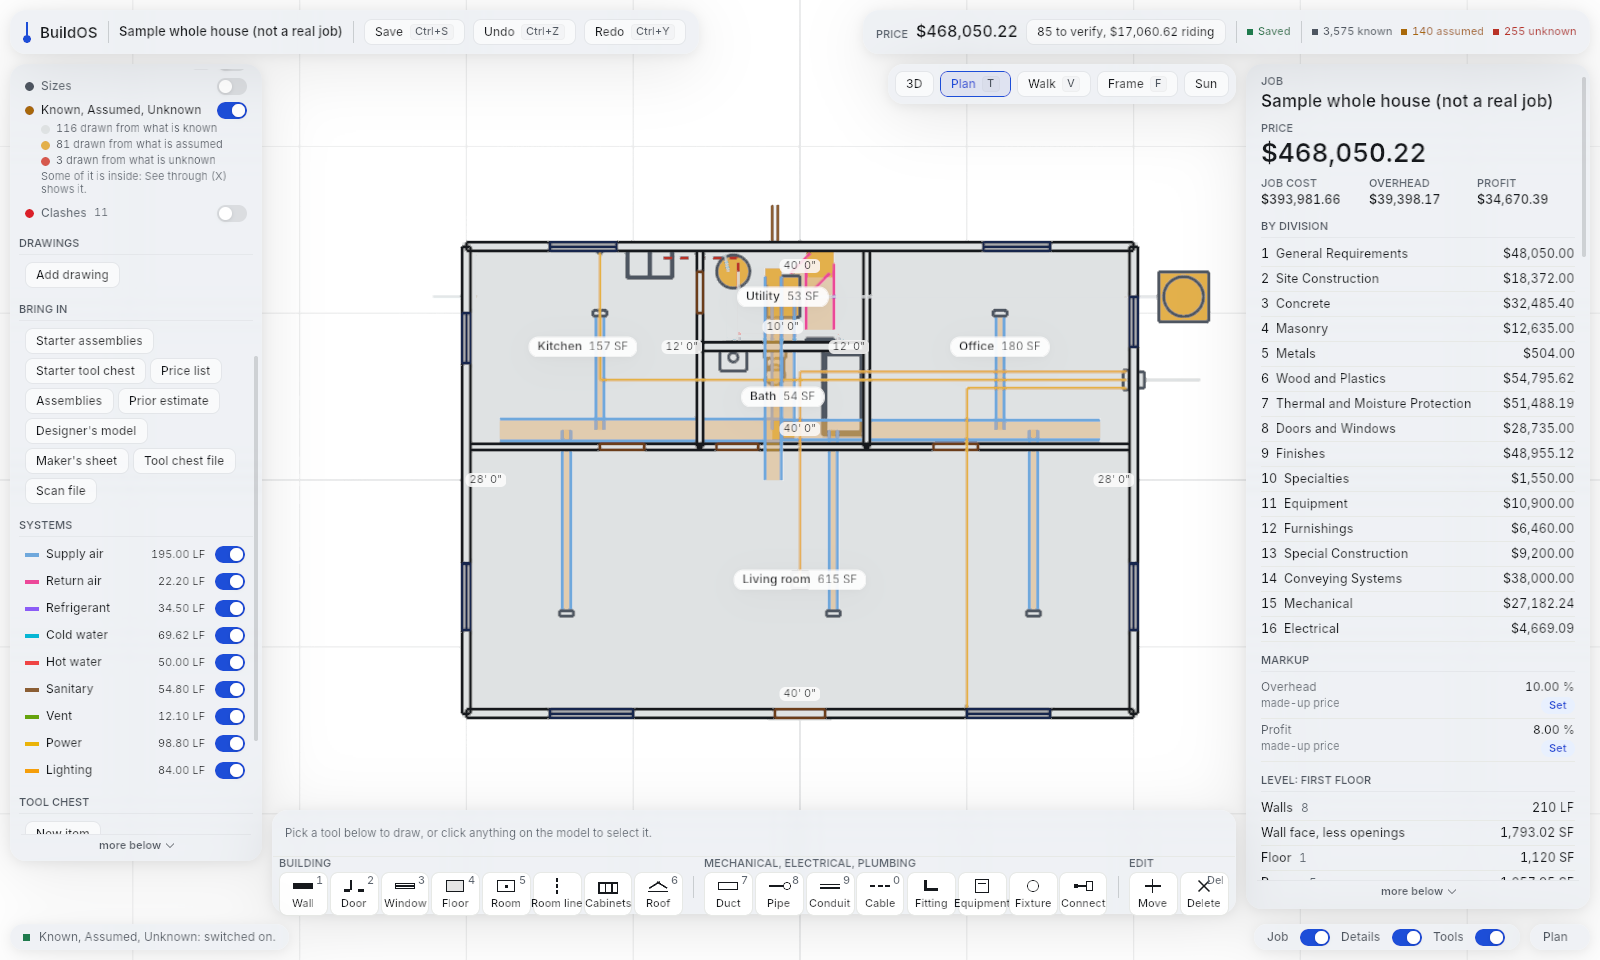 BuildOS
Sample whole house (not a real job)
Save Ctrl+S
Undo Ctrl+Z
Redo Ctrl+Y
PRICE $468,050.22
85 to verify, $17,060.62 riding
Saved
3,575 known
140 assumed
255 unknown
3D
Plan T
Walk V
Frame F
Sun
Sizes
Known, Assumed, Unknown
116 drawn from what is known
81 drawn from what is assumed
3 drawn from what is unknown
Some of it is inside: See through (X)
shows it.
Clashes 11
DRAWINGS
Add drawing
BRING IN
Starter assemblies
Starter tool chest
Price list
Assemblies
Prior estimate
Designer's model
Maker's sheet
Tool chest file
Scan file
SYSTEMS
Supply air 195.00 LF
Return air 22.20 LF
Refrigerant 34.50 LF
Cold water 69.62 LF
Hot water 50.00 LF
Sanitary 54.80 LF
Vent 12.10 LF
Power 98.80 LF
Lighting 84.00 LF
TOOL CHEST
New item
more below
40' 0"
Utility 53 SF
10' 0"
Kitchen 157 SF
12' 0"
12' 0"
Office 180 SF
Bath 54 SF
40' 0"
28' 0"
28' 0"
Living room 615 SF
40' 0"
Pick a tool below to draw, or click anything on the model to select it.
BUILDING
Wall 1
Door 2
Window 3
Floor 4
Room 5
Room line
Cabinets
Roof 6
MECHANICAL, ELECTRICAL, PLUMBING
Duct 7
Pipe 8
Conduit 9
Cable 0
Fitting
Equipment
Fixture
Connect
EDIT
Move
Delete Del
JOB
Sample whole house (not a real job)
PRICE
$468,050.22
JOB COST OVERHEAD PROFIT
$393,981.66 $39,398.17 $34,670.39
BY DIVISION
1 General Requirements $48,050.00
2 Site Construction $18,372.00
3 Concrete $32,485.40
4 Masonry $12,635.00
5 Metals $504.00
6 Wood and Plastics $54,795.62
7 Thermal and Moisture Protection $51,488.19
8 Doors and Windows $28,735.00
9 Finishes $48,955.12
10 Specialties $1,550.00
11 Equipment $10,900.00
12 Furnishings $6,460.00
13 Special Construction $9,200.00
14 Conveying Systems $38,000.00
15 Mechanical $27,182.24
16 Electrical $4,669.09
MARKUP
Overhead 10.00 %
made-up price Set
Profit 8.00 %
made-up price Set
LEVEL: FIRST FLOOR
Walls 8 210 LF
Wall face, less openings 1,793.02 SF
Floor 1 1,120 SF
more below
Known, Assumed, Unknown: switched on.
Job
Details
Tools
Plan